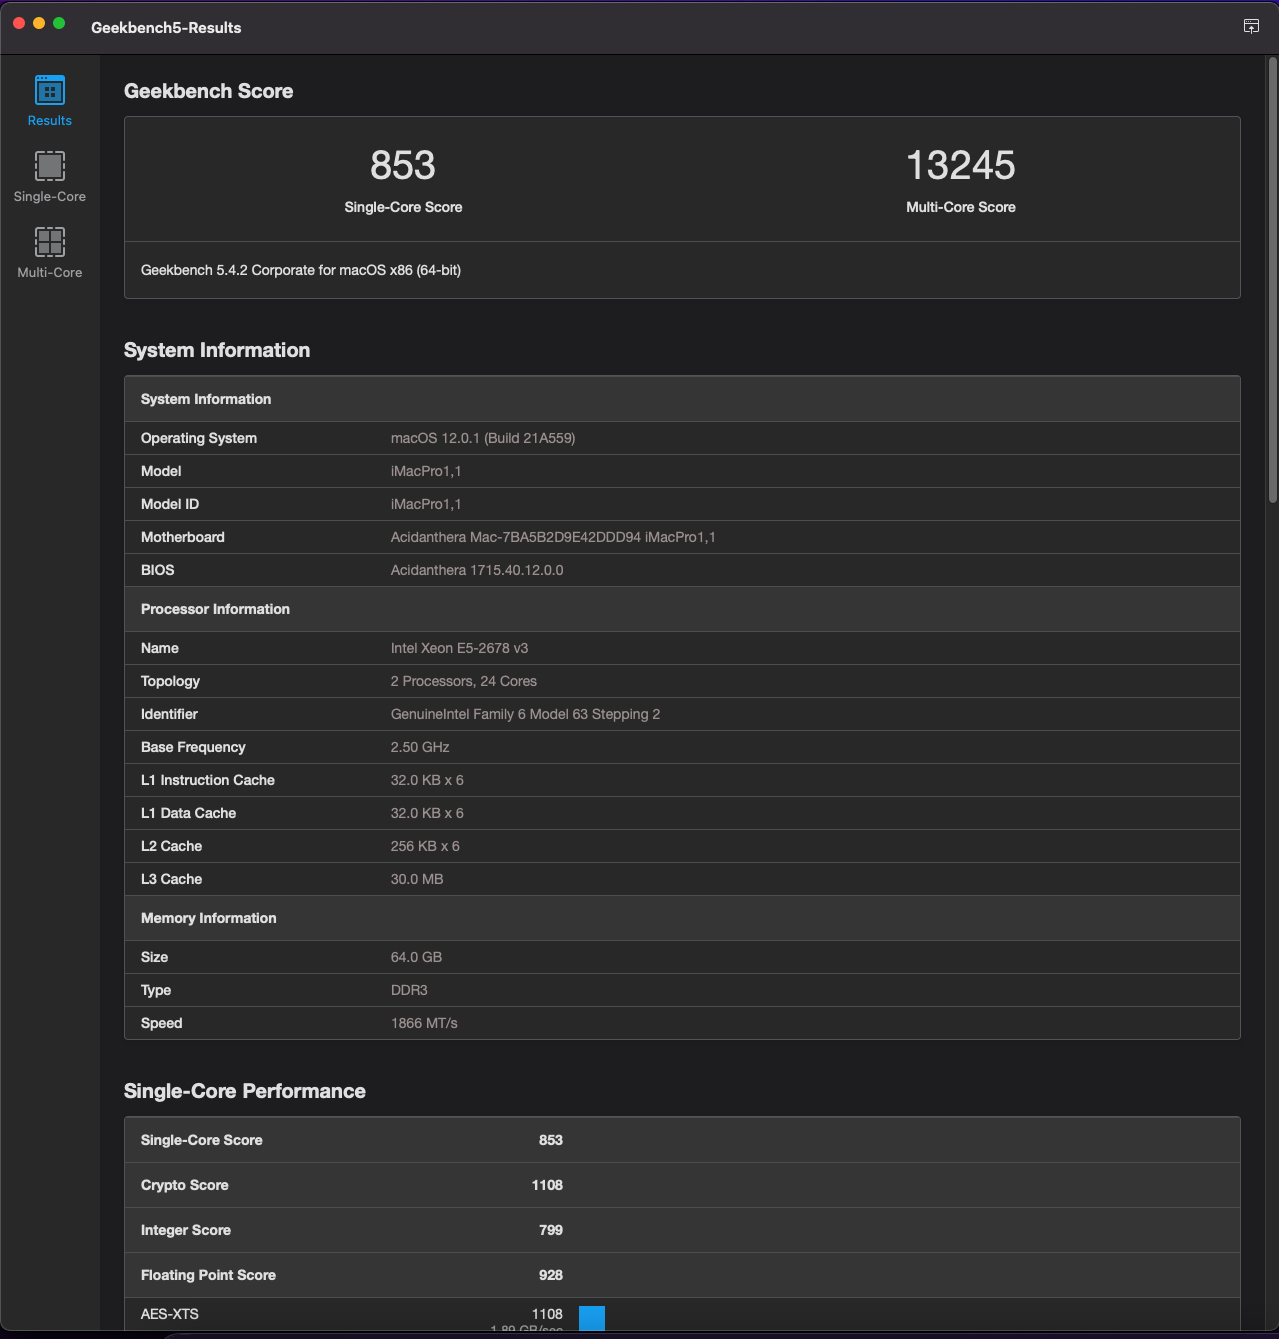 Geekbench5-Results
Results
Single-Core
Multi-Core
Geekbench Score
853
Single-Core Score
13245
Multi-Core Score
Geekbench 5.4.2 Corporate for macOS x86 (64-bit)
System Information
System Information
Operating System macOS 12.0.1 (Build 21A559)
Model iMacPro1,1
Model ID iMacPro1,1
Motherboard Acidanthera Mac-7BA5B2D9E42DDD94 iMacPro1,1
BIOS Acidanthera 1715.40.12.0.0
Processor Information
Name Intel Xeon E5-2678 v3
Topology 2 Processors, 24 Cores
Identifier GenuineIntel Family 6 Model 63 Stepping 2
Base Frequency 2.50 GHz
L1 Instruction Cache 32.0 KB x 6
L1 Data Cache 32.0 KB x 6
L2 Cache 256 KB x 6
L3 Cache 30.0 MB
Memory Information
Size 64.0 GB
Type DDR3
Speed 1866 MT/s
Single-Core Performance
Single-Core Score 853
Crypto Score 1108
Integer Score 799
Floating Point Score 928
AES-XTS 1108
1.89 GB/sec